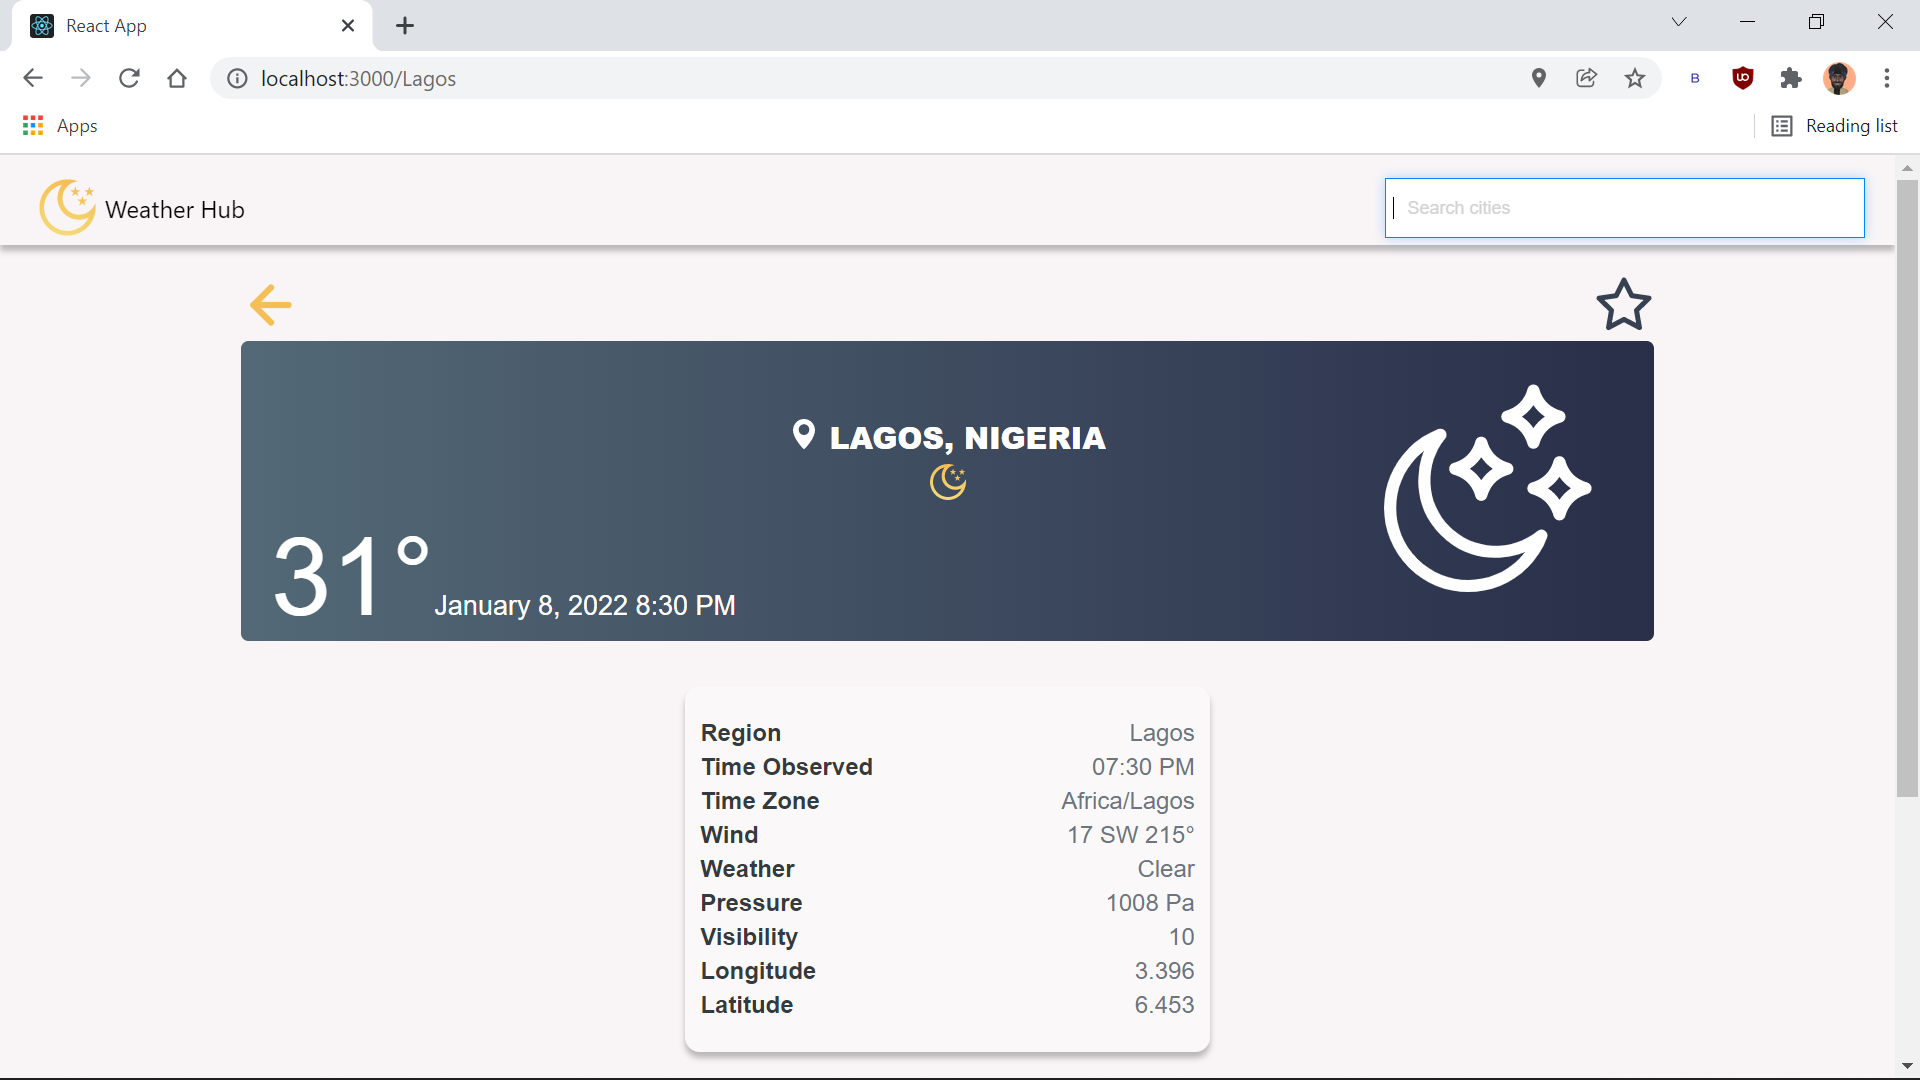 React App
localhost:3000/Lagos
B
Apps
Reading list
Weather Hub
Search cities
LAGOS, NIGERIA
31°
January 8, 2022 8:30 PM
Region Lagos
Time Observed 07:30 PM
Time Zone Africa/Lagos
Wind 17 SW 215°
Weather Clear
Pressure 1008 Pa
Visibility 10
Longitude 3.396
Latitude 6.453